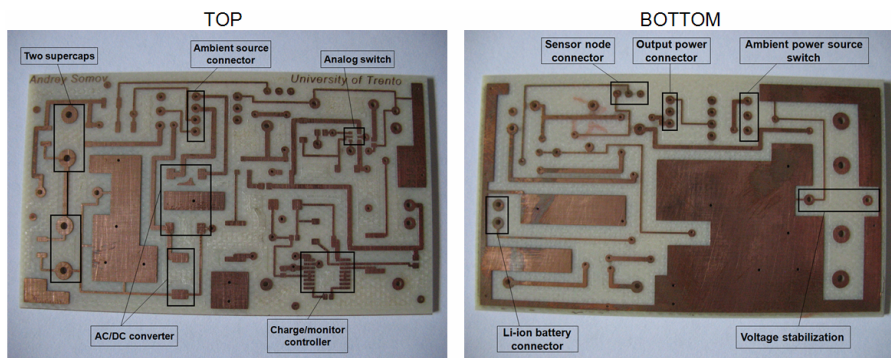 TOP
BOTTOM
Two supercaps
Ambient source
connector
Analog switch
Sensor node
connector
Output power
connector
Ambient power source
switch
Andrey Somov
University of Trento
AC/DC converter
Charge/monitor
controller
Li-ion battery
connector
Voltage stabilization